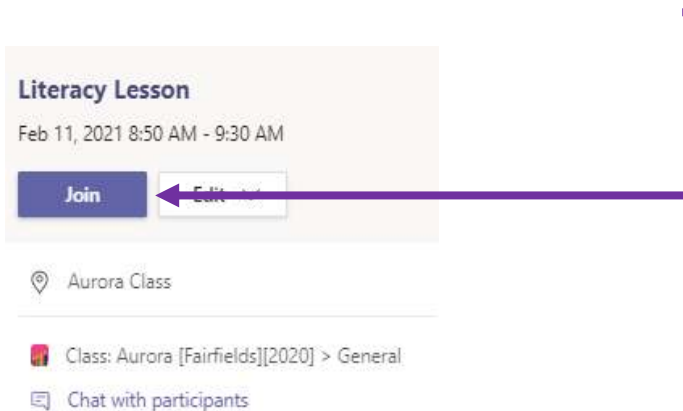 Literacy Lesson
Feb 11, 2021 8:50 AM - 9:30 AM
Join Edit
Aurora Class
Class: Aurora [Fairfields][2020] > General
Chat with participants